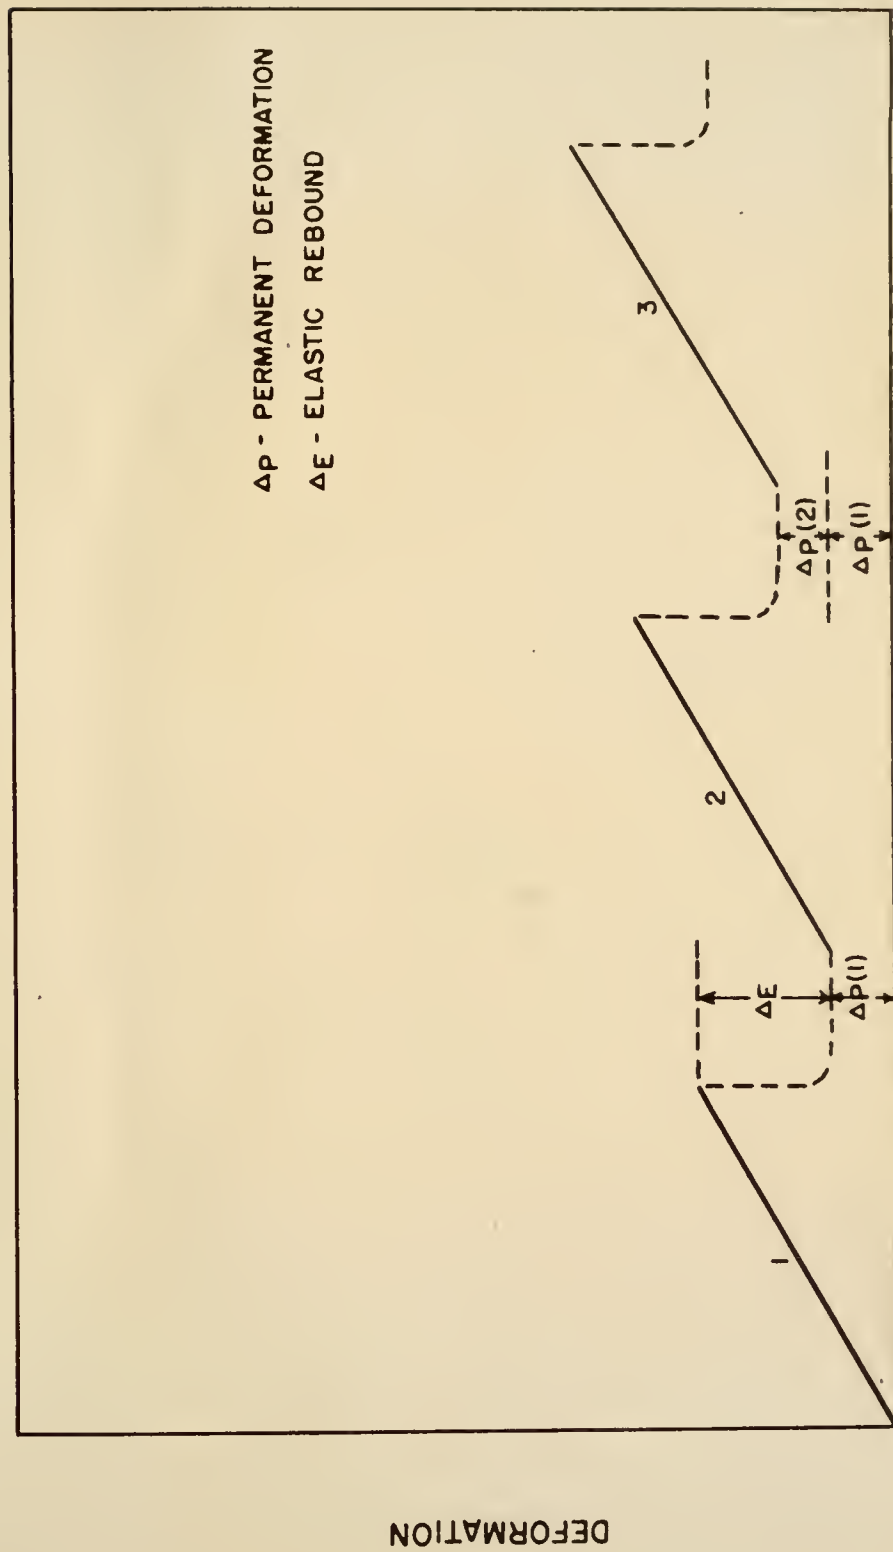 ΔP - PERMANENT DEFORMATION
ΔE - ELASTIC REBOUND
DEFORMATION
1
2
3
ΔE
ΔP(1)
ΔP(2)
ΔP(1)